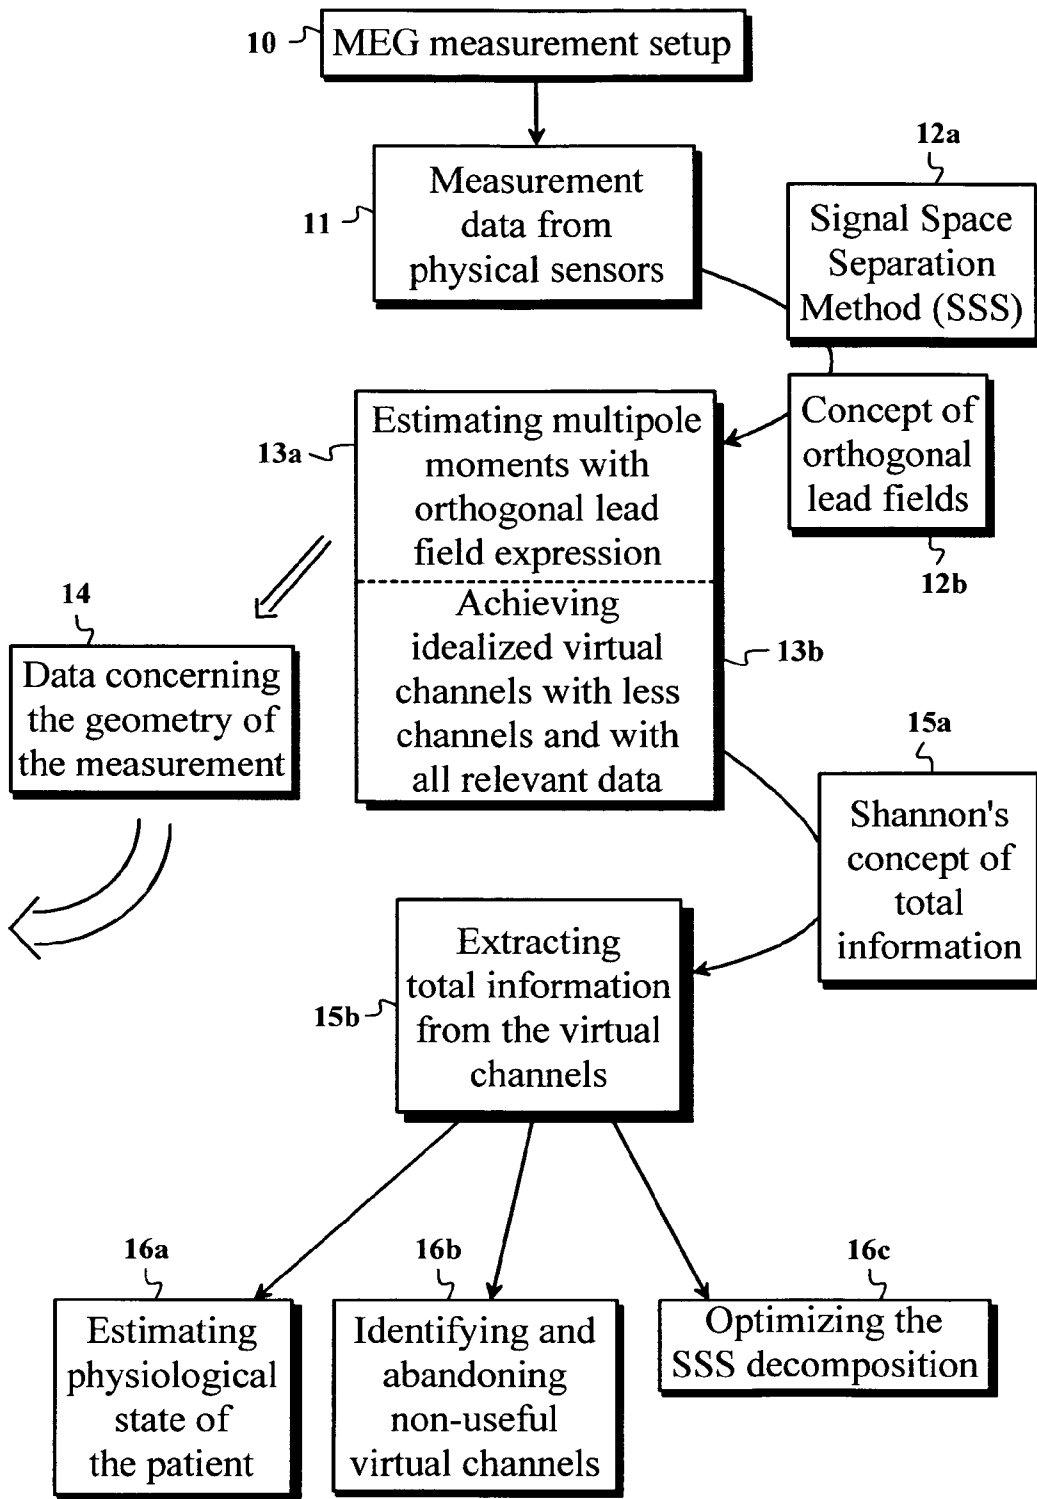 10
MEG measurement setup
11
Measurement
data from
physical sensors
12a
Signal Space
Separation
Method (SSS)
Concept of
orthogonal
lead fields
12b
13a
Estimating multipole
moments with
orthogonal lead
field expression
Achieving
idealized virtual
channels with less
channels and with
all relevant data
13b
14
Data concerning
the geometry of
the measurement
15a
Shannon's
concept of
total
information
15b
Extracting
total information
from the virtual
channels
16a
Estimating
physiological
state of
the patient
16b
Identifying and
abandoning
non-useful
virtual channels
16c
Optimizing the
SSS decomposition